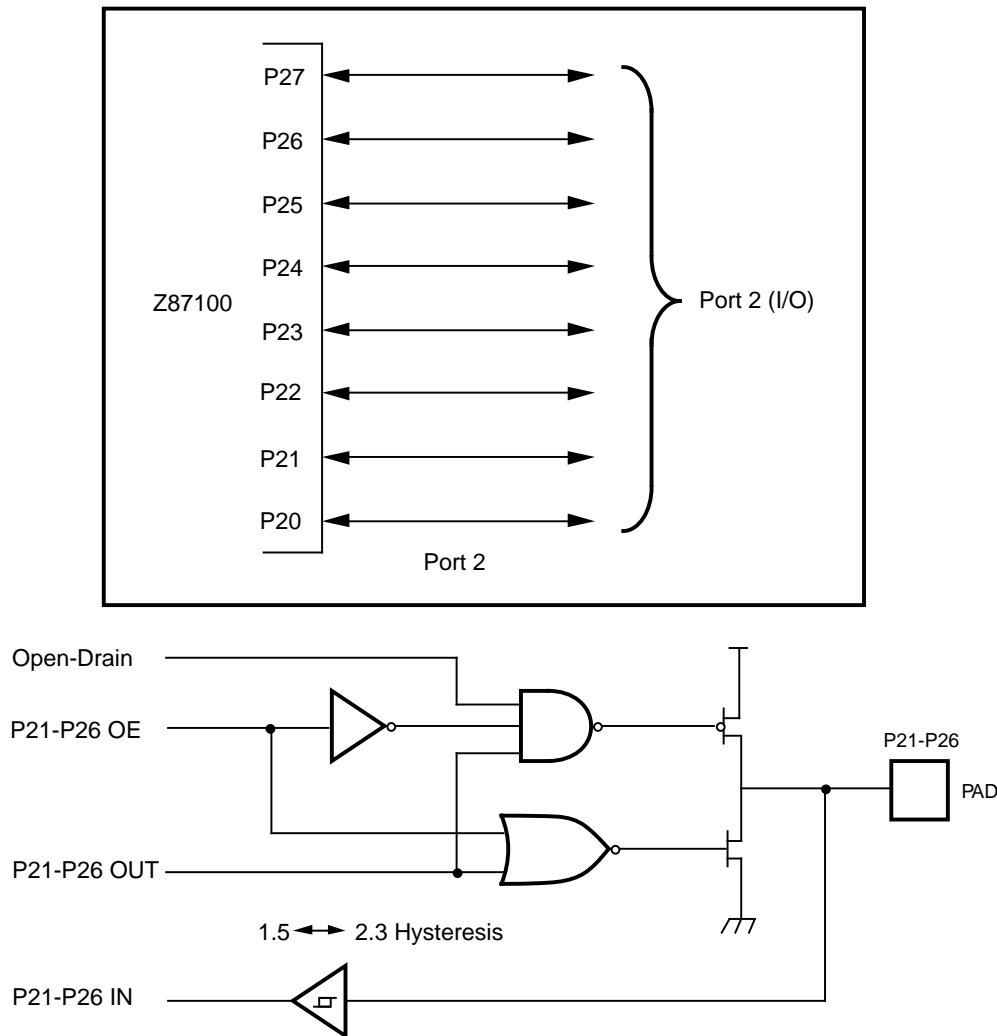 P27
P26
P25
P24
Z87100
Port 2 (I/O)
P23
P22
P21
P20
Port 2
Open-Drain
P21-P26 OE
P21-P26
PAD
P21-P26 OUT
1.5 2.3 Hysteresis
P21-P26 IN